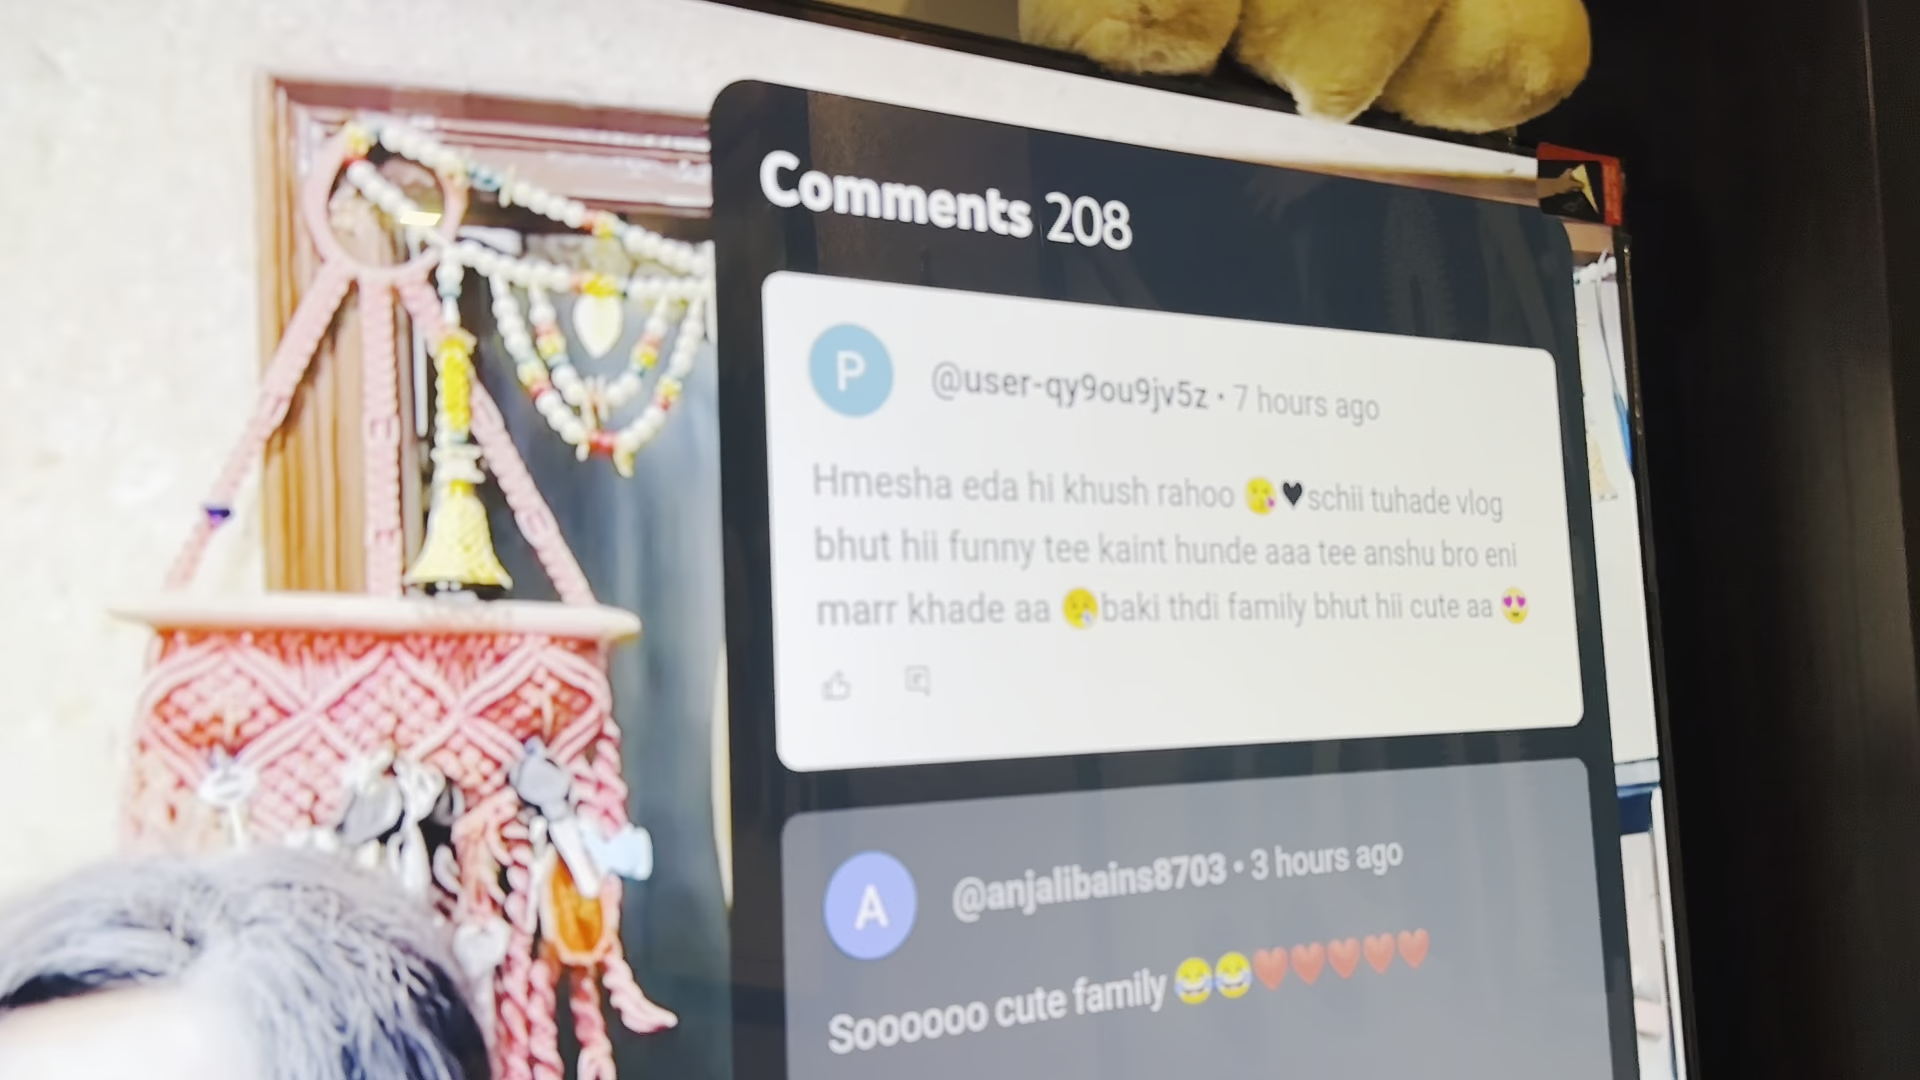 Comments 208
P
@user-qy9ou9jv5z • 7 hours ago
Hmesha eda hi khush rahoo 😘♥schii tuhade vlog
bhut hii funny tee kaint hunde aaa tee anshu bro eni
marr khade aa 😢baki thdi family bhut hii cute aa 😍
A
@anjalibains8703 • 3 hours ago
Soooooo cute family 😂😂❤❤❤❤❤